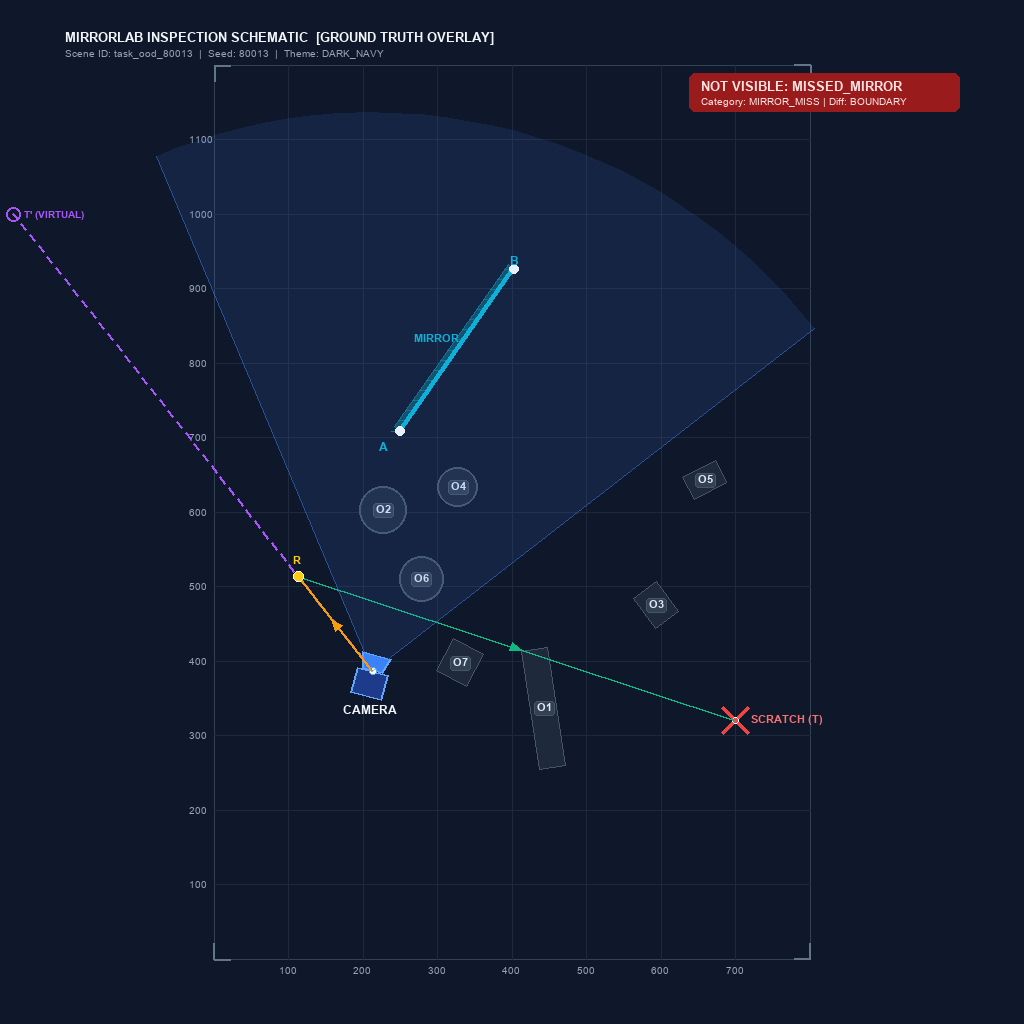 MIRRORLAB INSPECTION SCHEMATIC [GROUND TRUTH OVERLAY]
Scene ID: task_ood_80013 | Seed: 80013 | Theme: DARK_NAVY
NOT VISIBLE: MISSED_MIRROR
Category: MIRROR_MISS | Diff: BOUNDARY
1100
1000
T' (VIRTUAL)
B
900
MIRROR
800
A
700
O5
O4
O2
600
R
500
O6
O3
400
O7
CAMERA
O1
SCRATCH (T)
300
200
100
100
200
300
400
500
600
700